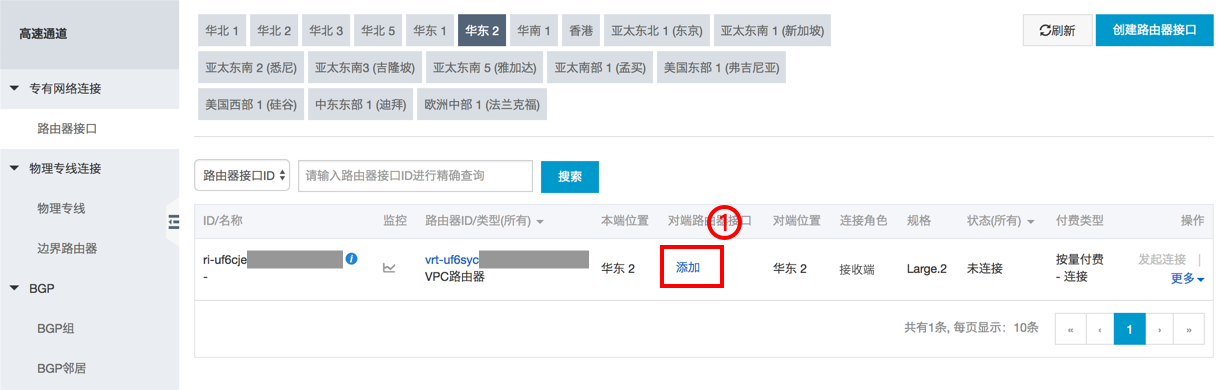 高速通道
专有网络连接
路由器接口
物理专线连接
物理专线
边界路由器
BGP
BGP组
BGP邻居
华北 1 华北 2 华北 3 华北 5 华东 1 华东 2 华南 1 香港 亚太东北 1 (东京) 亚太东南 1 (新加坡)
亚太东南 2 (悉尼) 亚太东南3 (吉隆坡) 亚太东南 5 (雅加达) 亚太南部 1 (孟买) 美国东部 1 (弗吉尼亚)
美国西部 1 (硅谷) 中东东部 1 (迪拜) 欧洲中部 1 (法兰克福)
刷新 创建路由器接口
路由器接口ID 请输入路由器接口ID进行精确查询 搜索
ID/名称 监控 路由器ID/类型(所有) 本端位置 对端路由器接口 对端位置 连接角色 规格 状态(所有) 付费类型 操作
1
ri-uf6cje vrt-uf6syc 华东 2 添加 华东 2 接收端 Large.2 未连接 按量付费 发起连接 |
- VPC路由器 - 连接 更多
共有1条, 每页显示：10条 « ‹ 1 › »